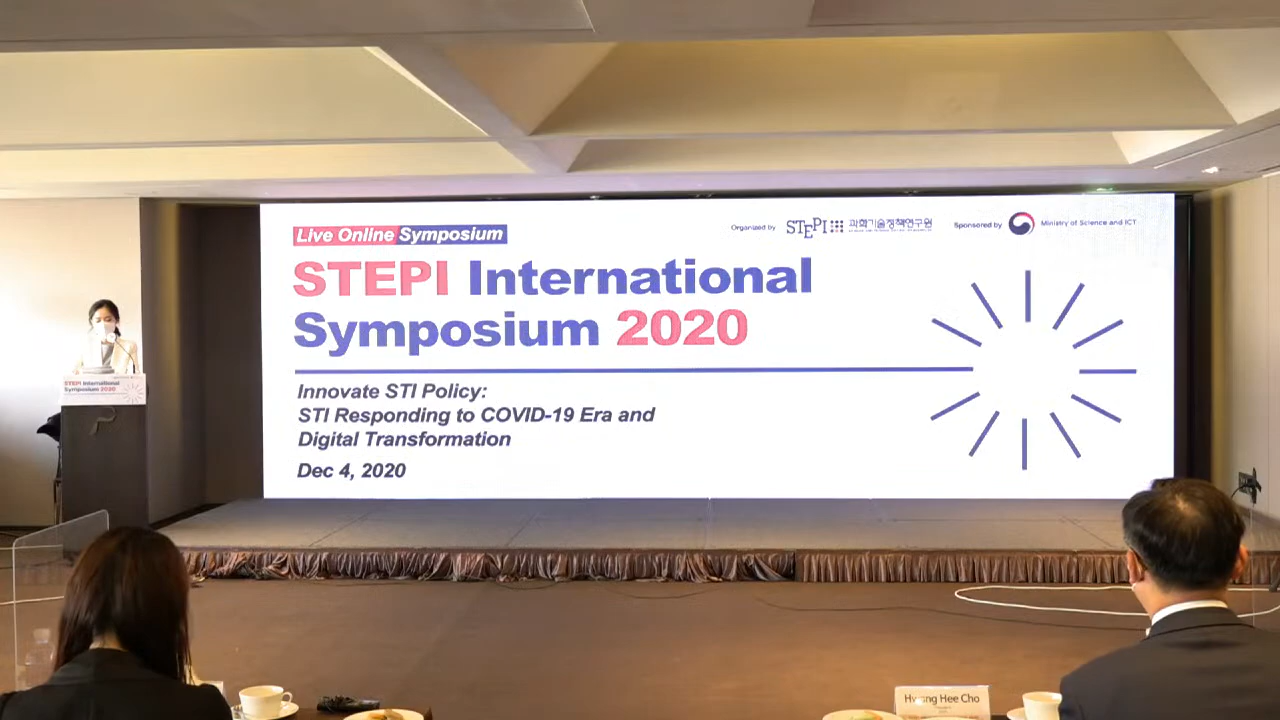 Live Online Symposium
Organized by STEPI 과학기술정책연구원 Sponsored by Ministry of Science and ICT
STEPI International
Symposium 2020
Innovate STI Policy:
STI Responding to COVID-19 Era and
Digital Transformation
Dec 4, 2020
STEPI International
Symposium 2020
Hee Cho